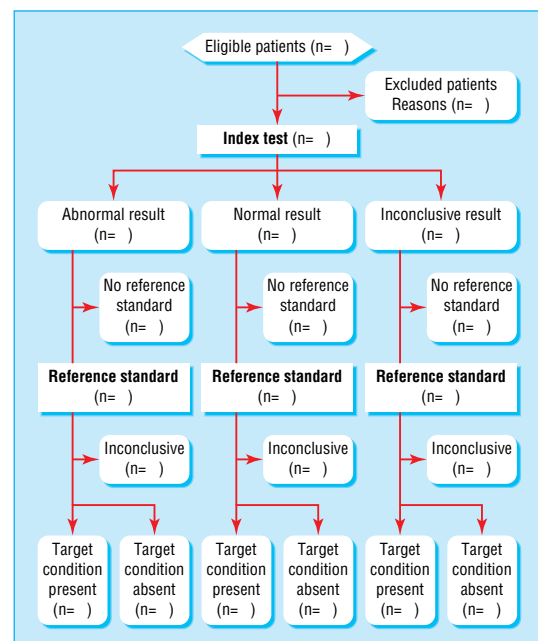 Eligible patients (n=   )
Excluded patients
Reasons (n=   )
Index test (n=   )
Abnormal result
(n=   )
Normal result
(n=   )
Inconclusive result
(n=   )
No reference
standard
(n=   )
No reference
standard
(n=   )
No reference
standard
(n=   )
Reference standard
(n=   )
Reference standard
(n=   )
Reference standard
(n=   )
Inconclusive
(n=   )
Inconclusive
(n=   )
Inconclusive
(n=   )
Target
condition
present
(n=   )
Target
condition
absent
(n=   )
Target
condition
present
(n=   )
Target
condition
absent
(n=   )
Target
condition
present
(n=   )
Target
condition
absent
(n=   )